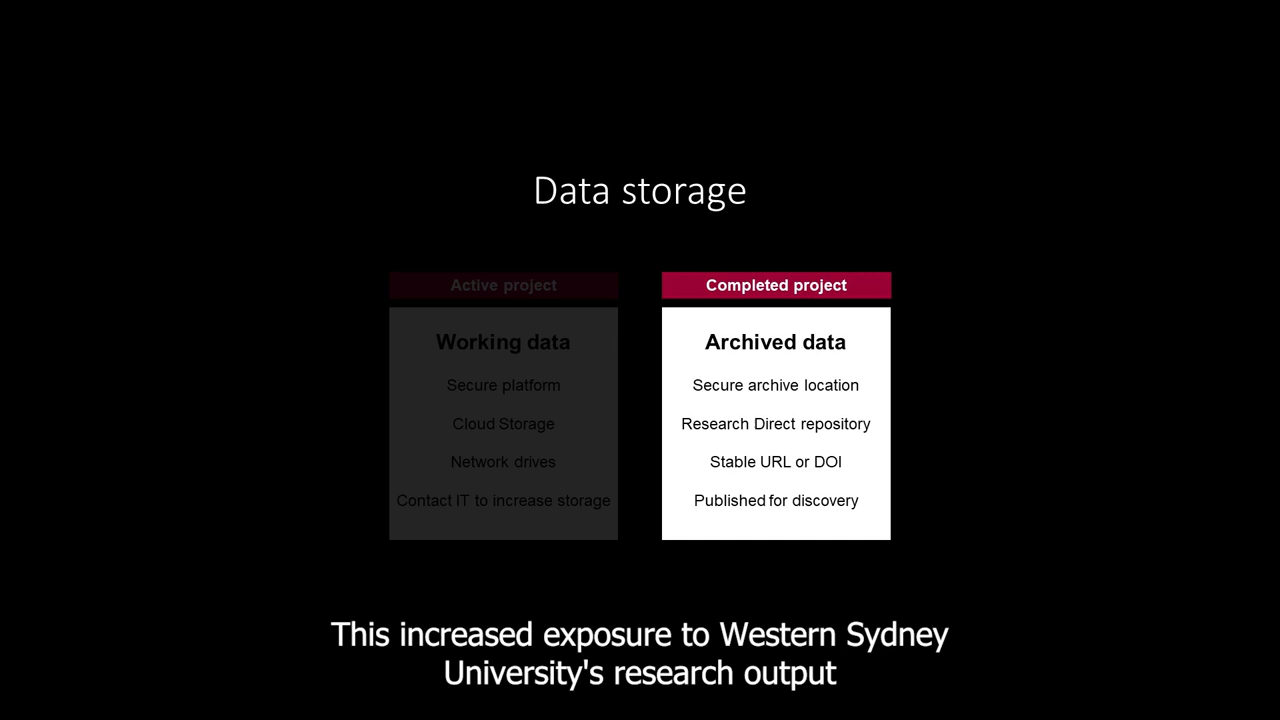 Data storage
Active project
Working data
Secure platform
Cloud Storage
Network drives
Contact IT to increase storage
Completed project
Archived data
Secure archive location
Research Direct repository
Stable URL or DOI
Published for discovery
This increased exposure to Western Sydney
University's research output